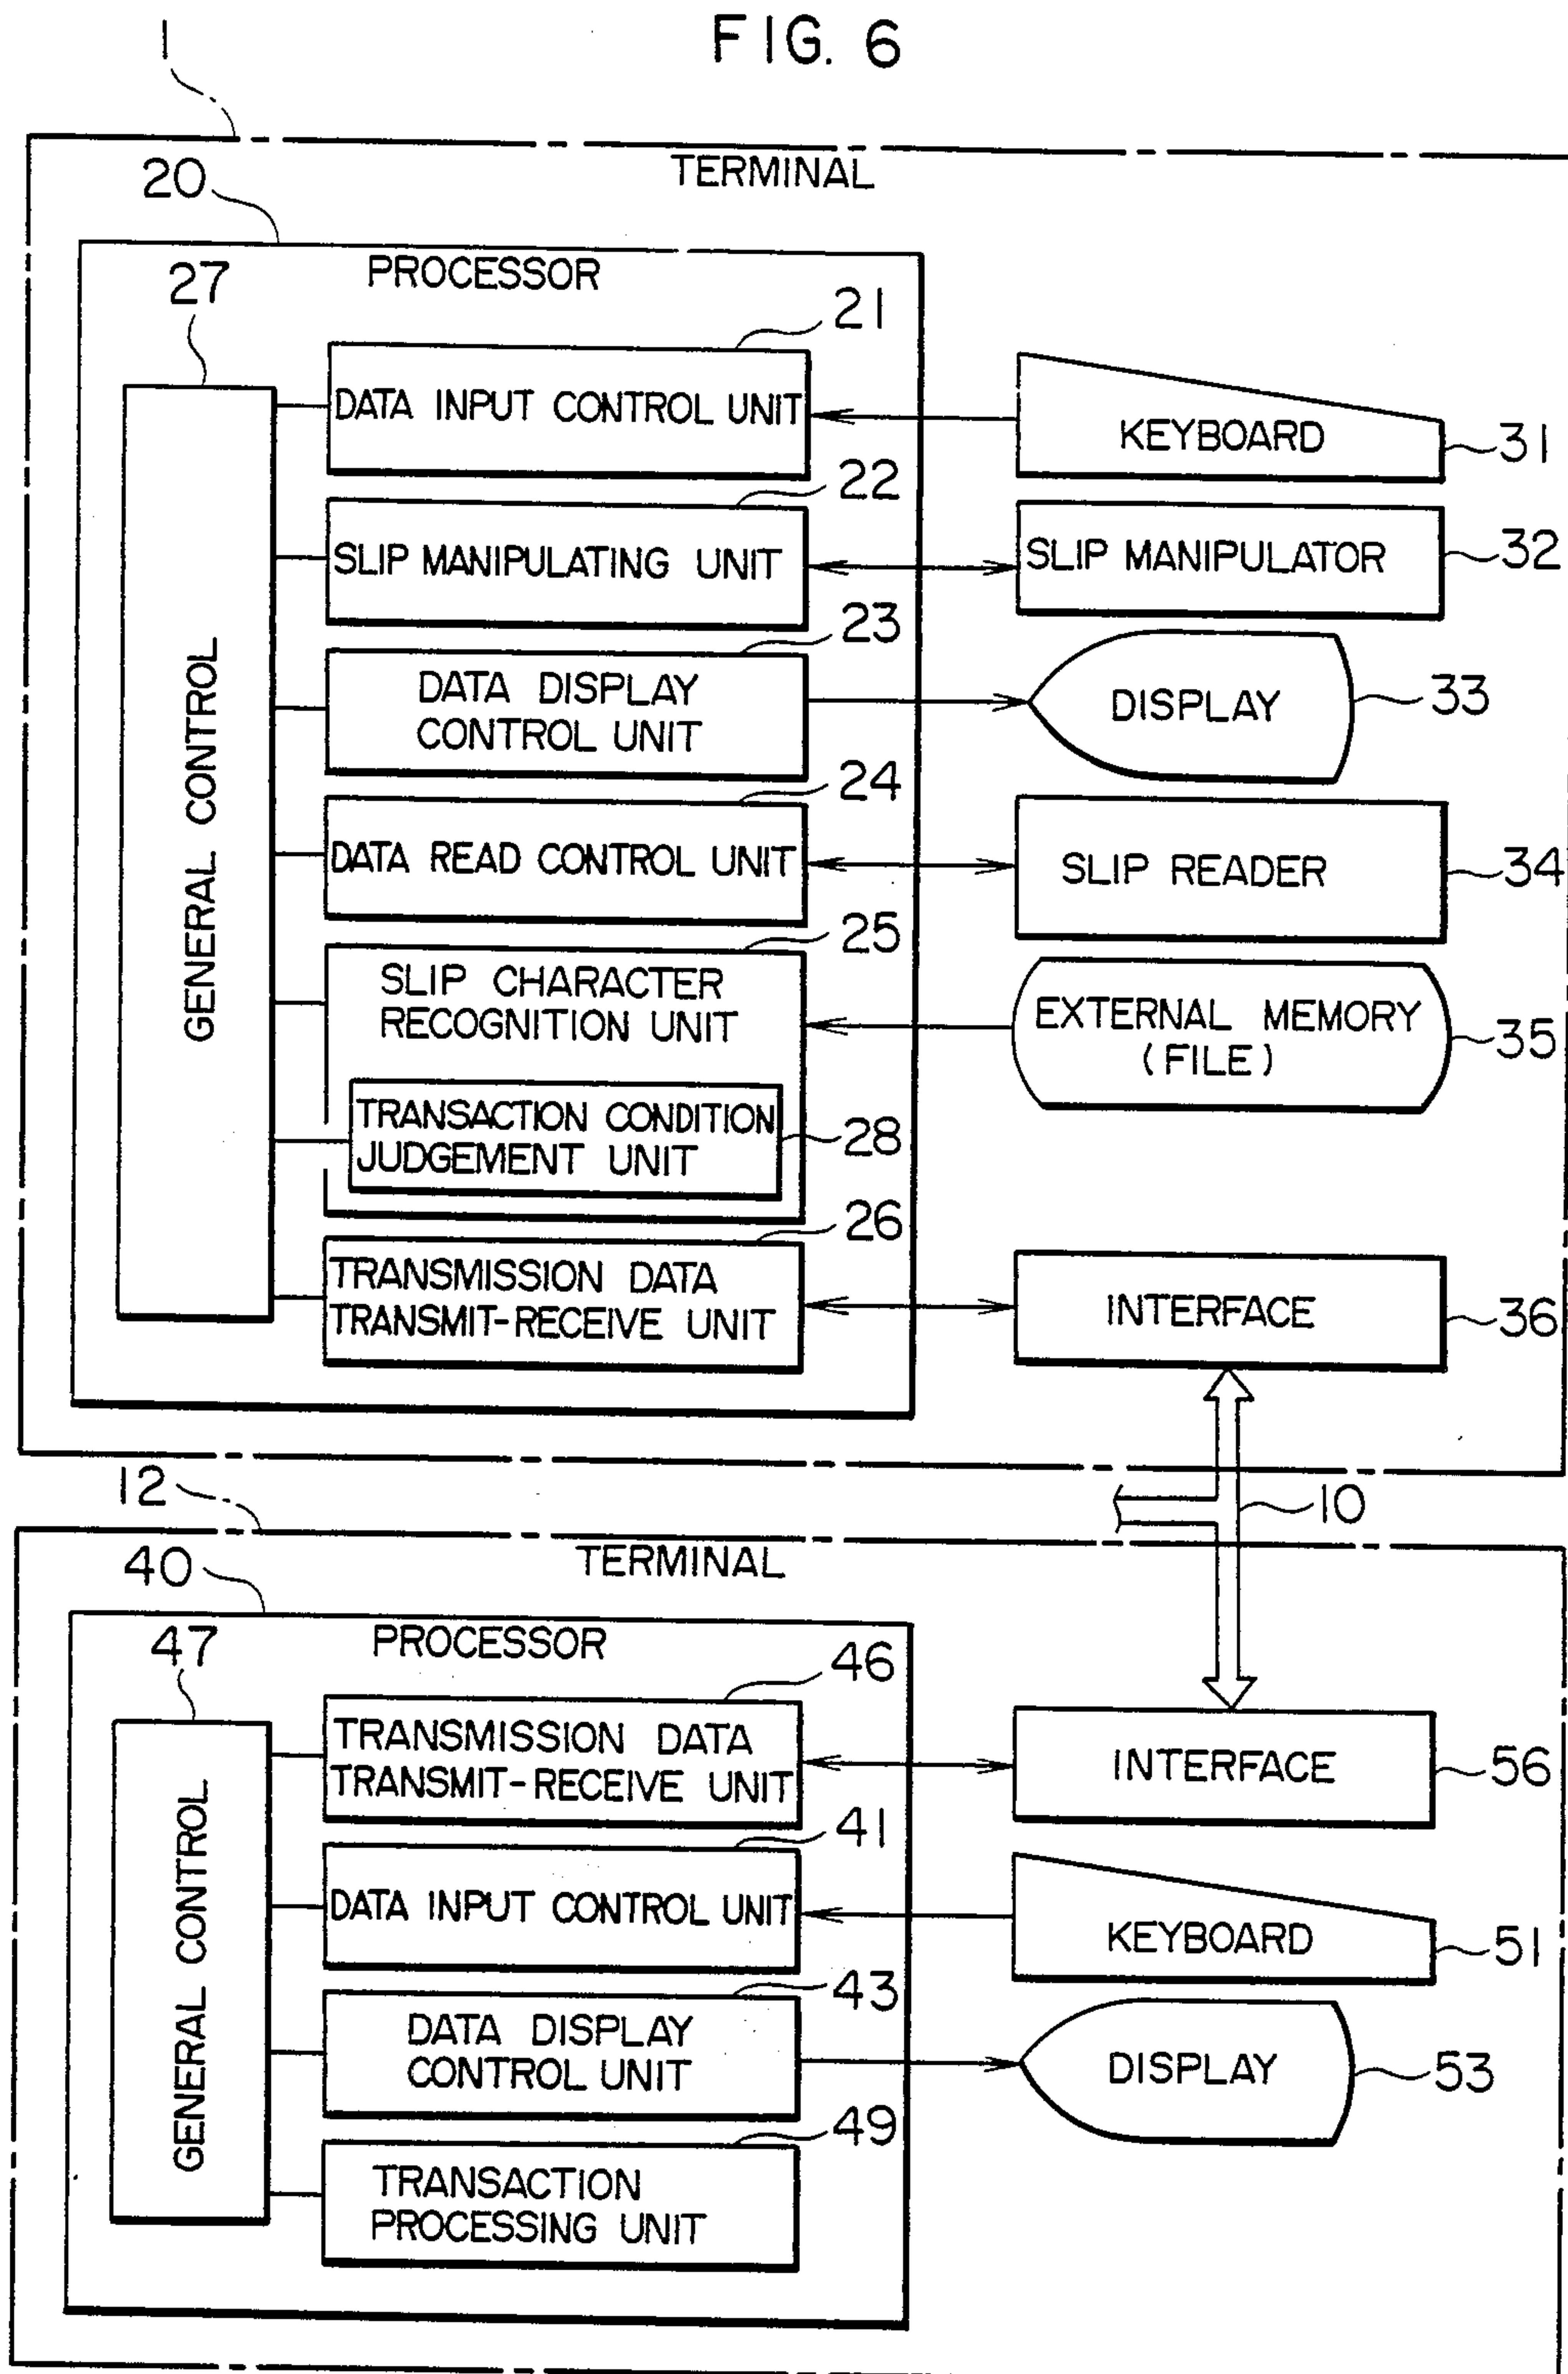 FIG. 6
1
TERMINAL
20
PROCESSOR
27
GENERAL CONTROL
21
DATA INPUT CONTROL UNIT
KEYBOARD
31
22
SLIP MANIPULATING UNIT
SLIP MANIPULATOR
32
23
DATA DISPLAY
CONTROL UNIT
DISPLAY
33
24
DATA READ CONTROL UNIT
SLIP READER
34
25
SLIP CHARACTER
RECOGNITION UNIT
EXTERNAL MEMORY
(FILE)
35
TRANSACTION CONDITION
JUDGEMENT UNIT
28
26
TRANSMISSION DATA
TRANSMIT-RECEIVE UNIT
INTERFACE
36
10
12
TERMINAL
40
PROCESSOR
47
GENERAL CONTROL
46
TRANSMISSION DATA
TRANSMIT-RECEIVE UNIT
INTERFACE
56
41
DATA INPUT CONTROL UNIT
KEYBOARD
51
43
DATA DISPLAY
CONTROL UNIT
DISPLAY
53
49
TRANSACTION
PROCESSING UNIT